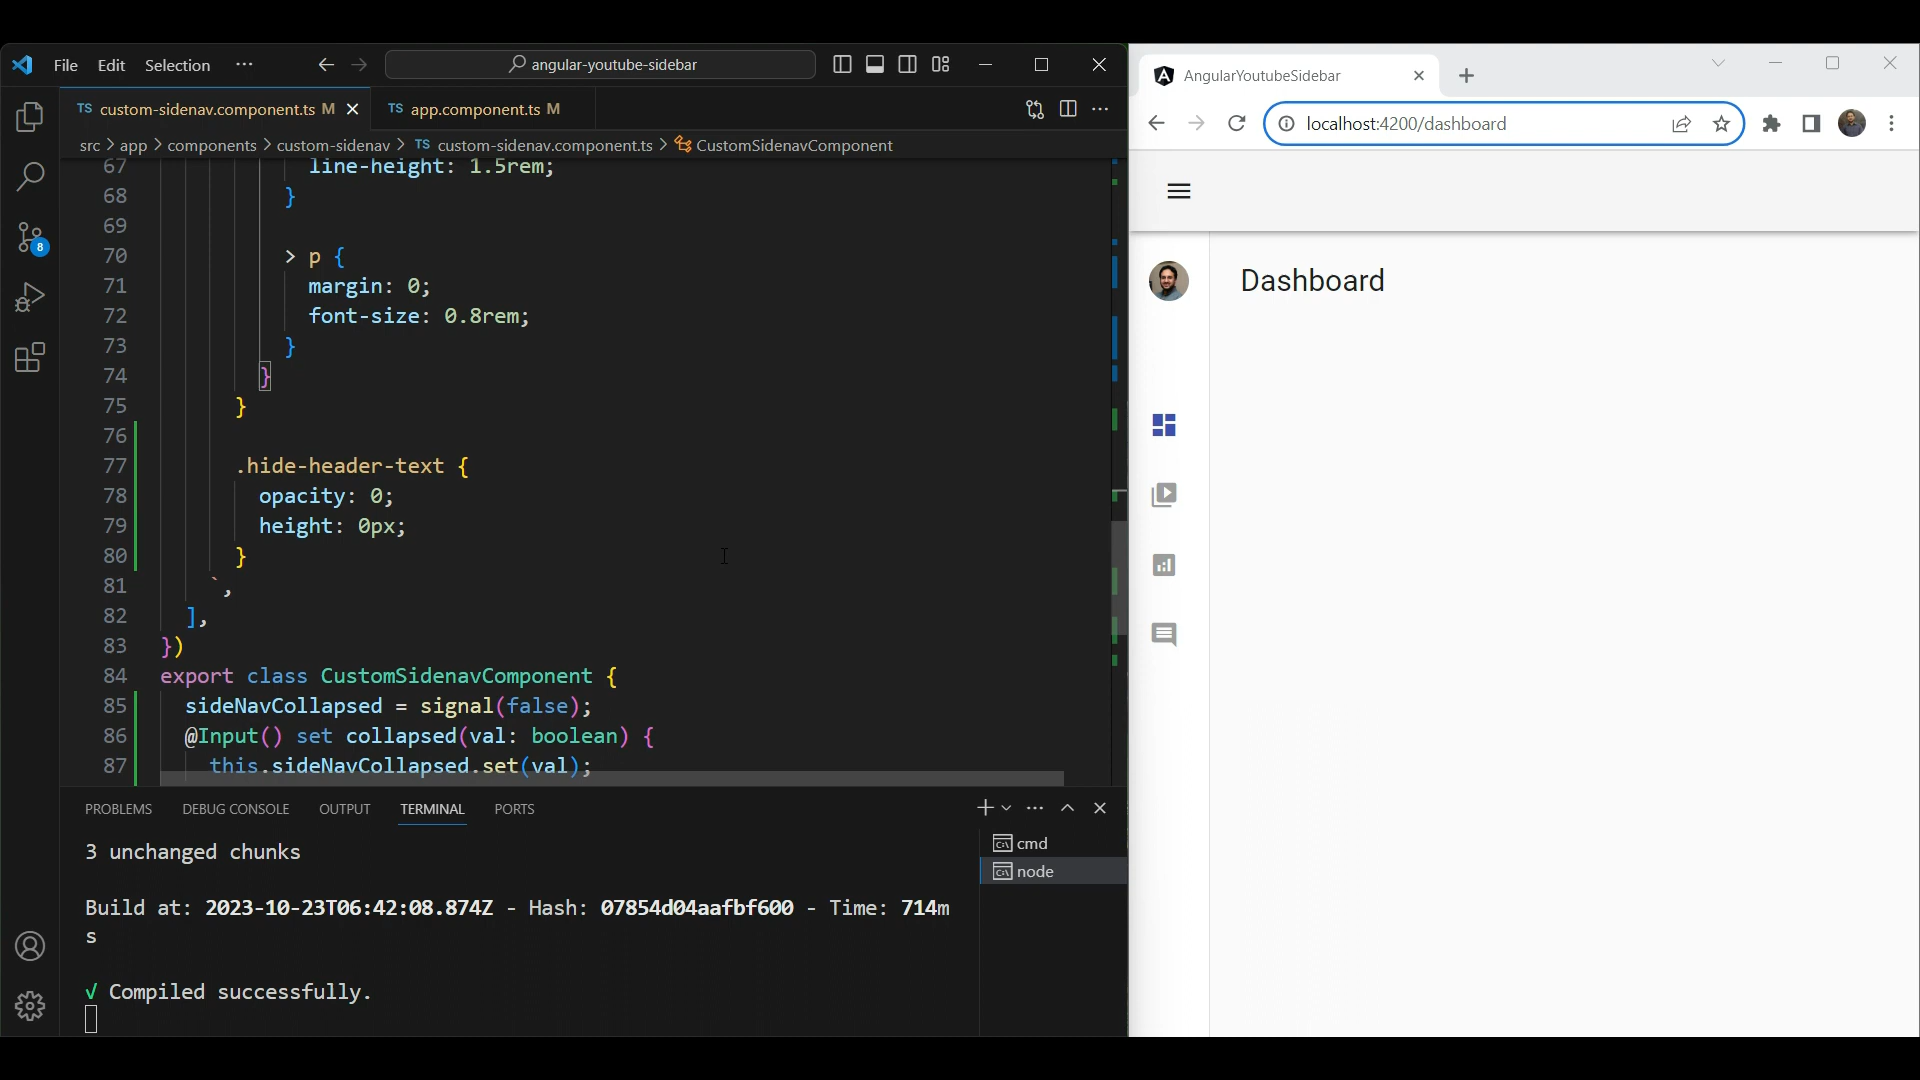 File Edit Selection ···
angular-youtube-sidebar
TS custom-sidenav.component.ts M
TS app.component.ts M
src > app > components > custom-sidenav > TS custom-sidenav.component.ts > CustomSidenavComponent
67 line-height: 1.5rem;
68 }
69
70 > p {
71 margin: 0;
72 font-size: 0.8rem;
73 }
74 }
75 }
76
77 .hide-header-text {
78 opacity: 0;
79 height: 0px;
80 }
81 `,
82 ],
83 })
84 export class CustomSidenavComponent {
85 sideNavCollapsed = signal(false);
86 @Input() set collapsed(val: boolean) {
87 this.sideNavCollapsed.set(val);
8
PROBLEMS DEBUG CONSOLE OUTPUT TERMINAL PORTS
3 unchanged chunks
Build at: 2023-10-23T06:42:08.874Z - Hash: 07854d04aafbf600 - Time: 714m
s
√ Compiled successfully.
cmd
node
AngularYoutubeSidebar
localhost:4200/dashboard
Dashboard